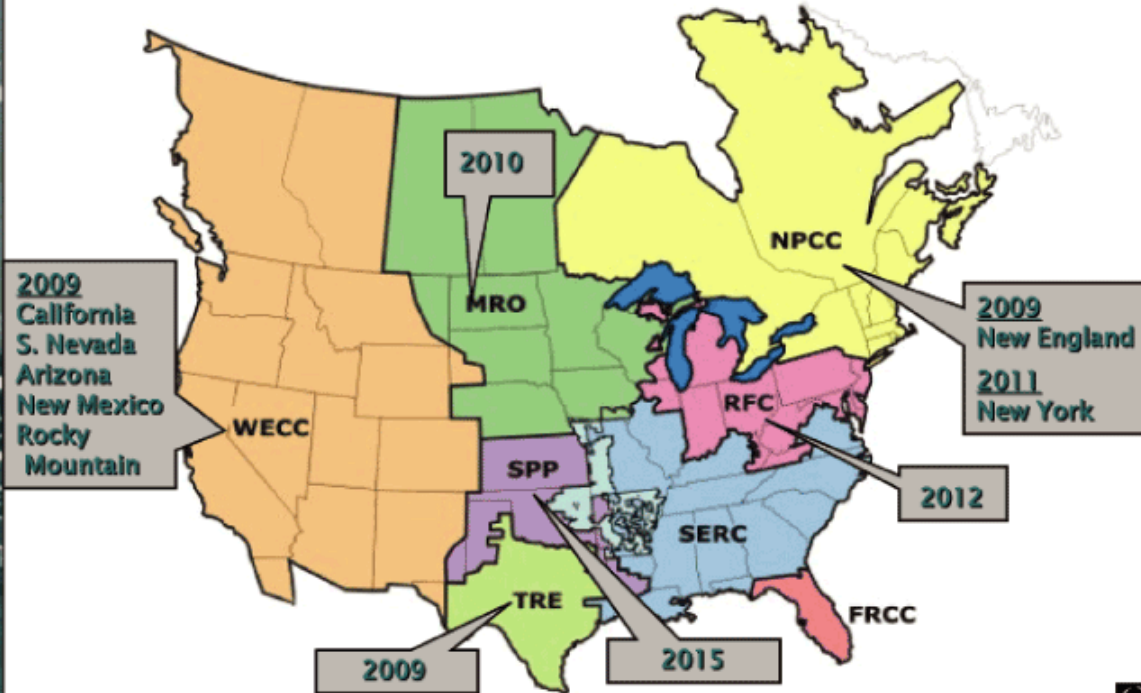 2010
NPCC
2009
California
S. Nevada
Arizona
New Mexico
Rocky
Mountain
MRO
2009
New England
2011
New York
RFC
WECC
SPP
2012
SERC
TRE
FRCC
2009
2015